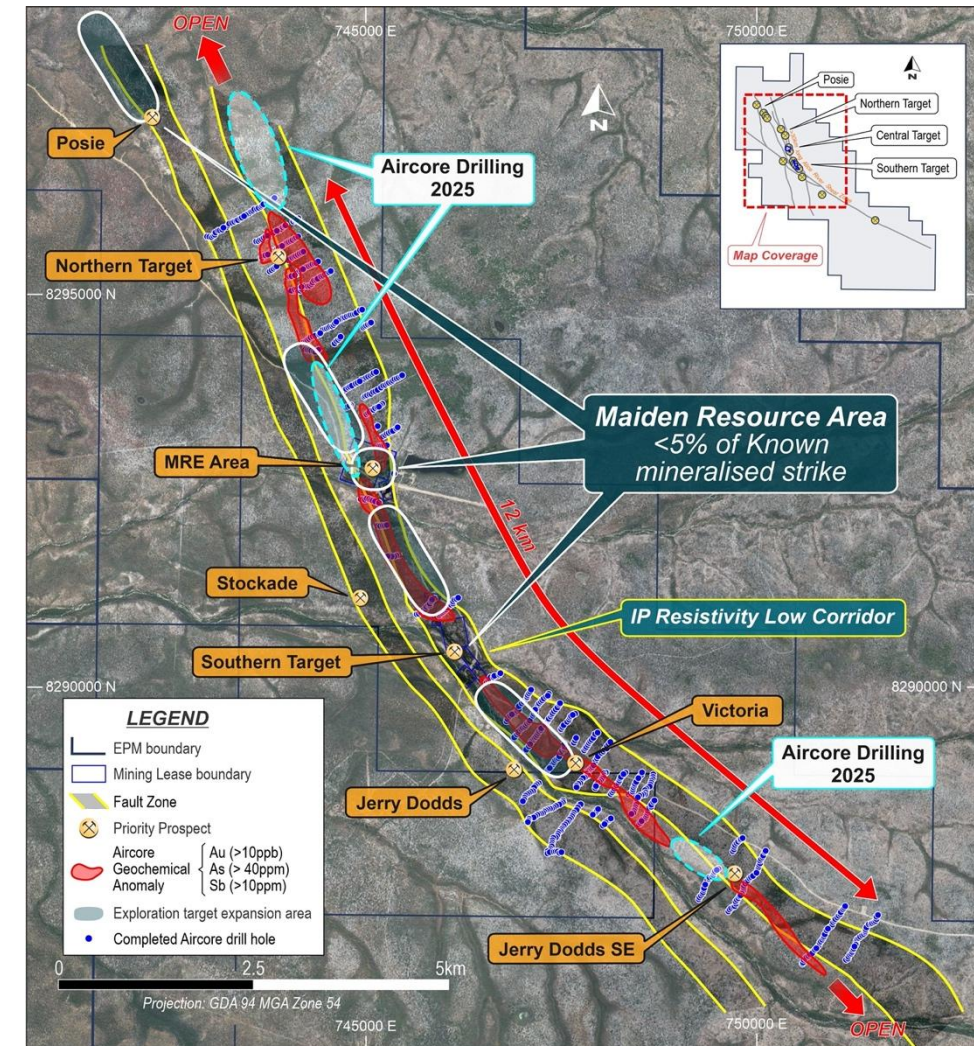 OPEN
745000 E
750000 E
N
Posie
Northern Target
Central Target
Southern Target
Map Coverage
Posie
Aircore Drilling
2025
N
Northern Target
8295000 N
Maiden Resource Area
<5% of Known
mineralised strike
MRE Area
12 km
Stockade
IP Resistivity Low Corridor
Southern Target
8290000 N
8290000 N
Victoria
Aircore Drilling
2025
Jerry Dodds
Jerry Dodds SE
OPEN
LEGEND
EPM boundary
Mining Lease boundary
Fault Zone
Priority Prospect
Aircore
Geochemical
Anomaly
Au (>10ppb)
As (> 40ppm)
Sb (>10ppm)
Exploration target expansion area
Completed Aircore drill hole
0
2.5
5km
Projection: GDA 94 MGA Zone 54
745000 E
750000 E